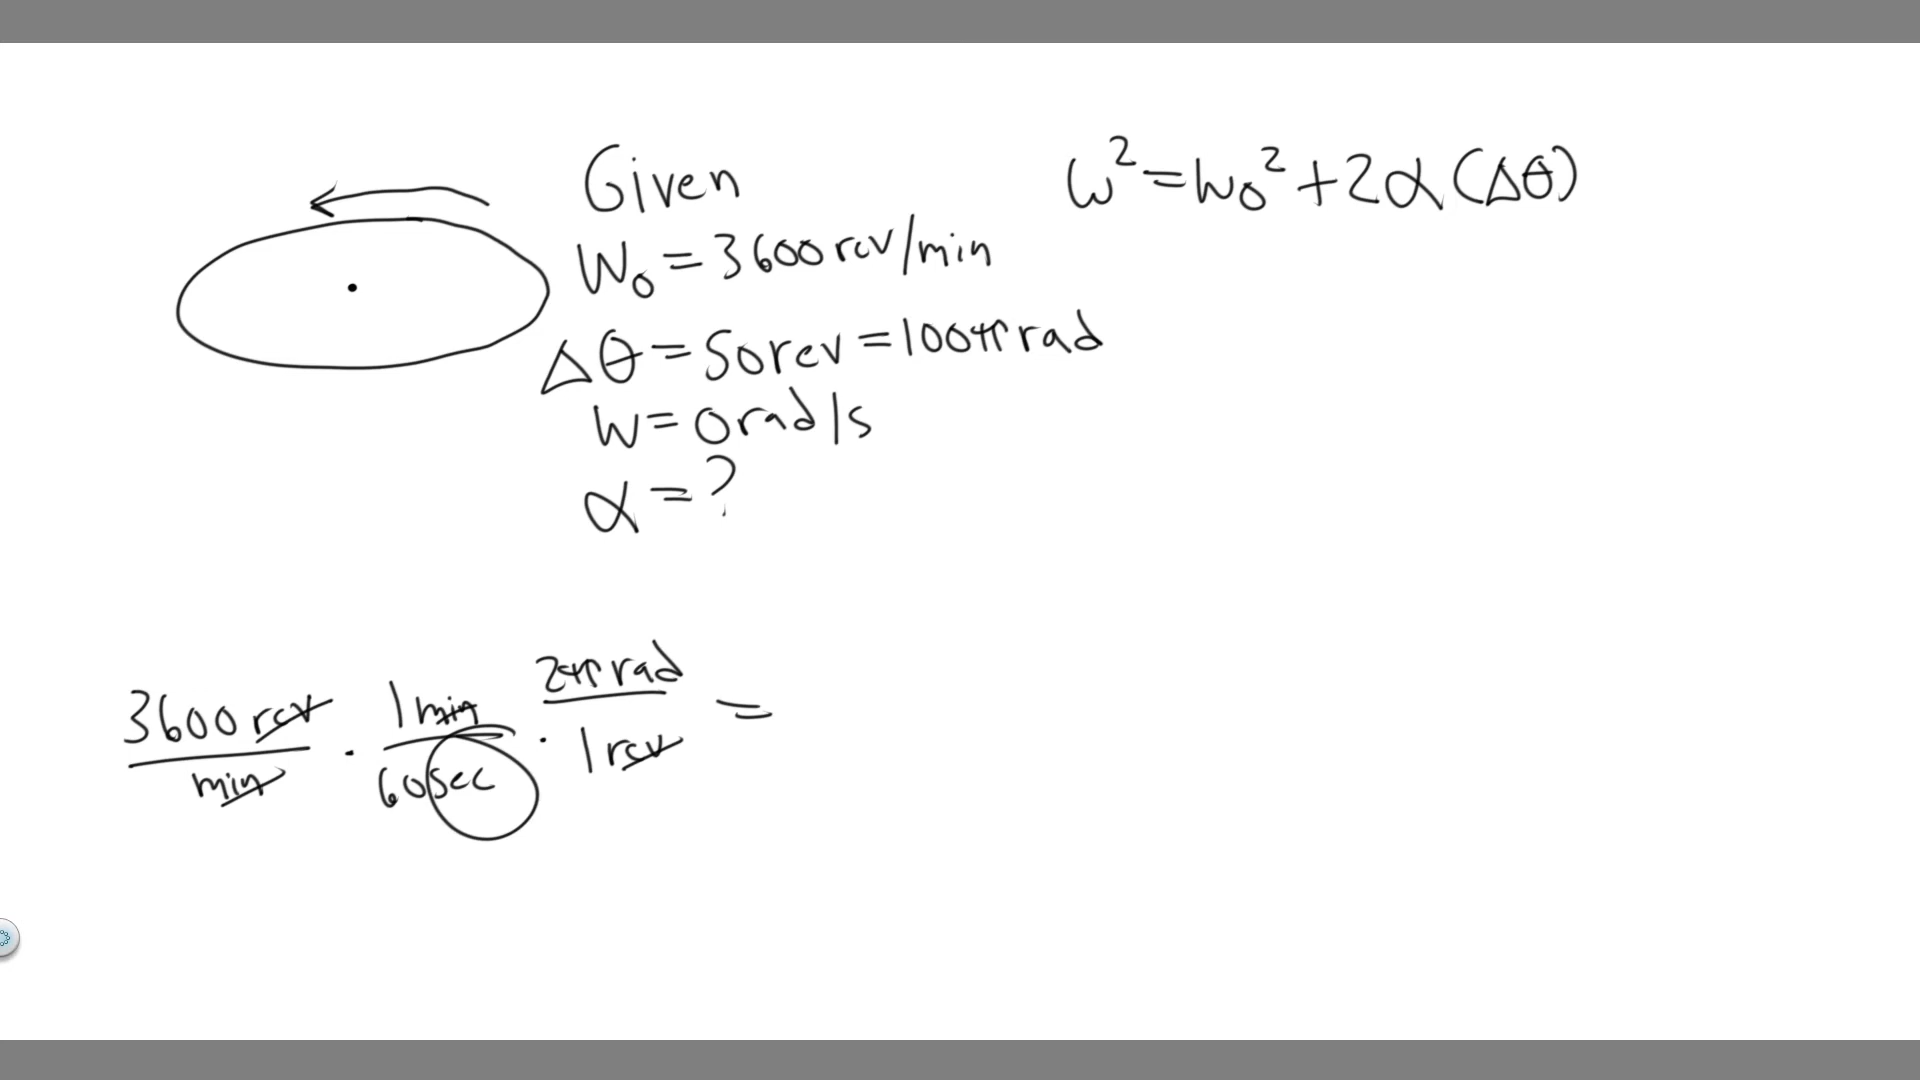 Given
W₀ = 3600 rev/min
Δθ = 50 rev = 100π rad
W = 0 rad/s
α = ?
ω² = W₀² + 2α (Δθ)
3600 rev/min · 1 min/60 sec · 2π rad/1 rev =